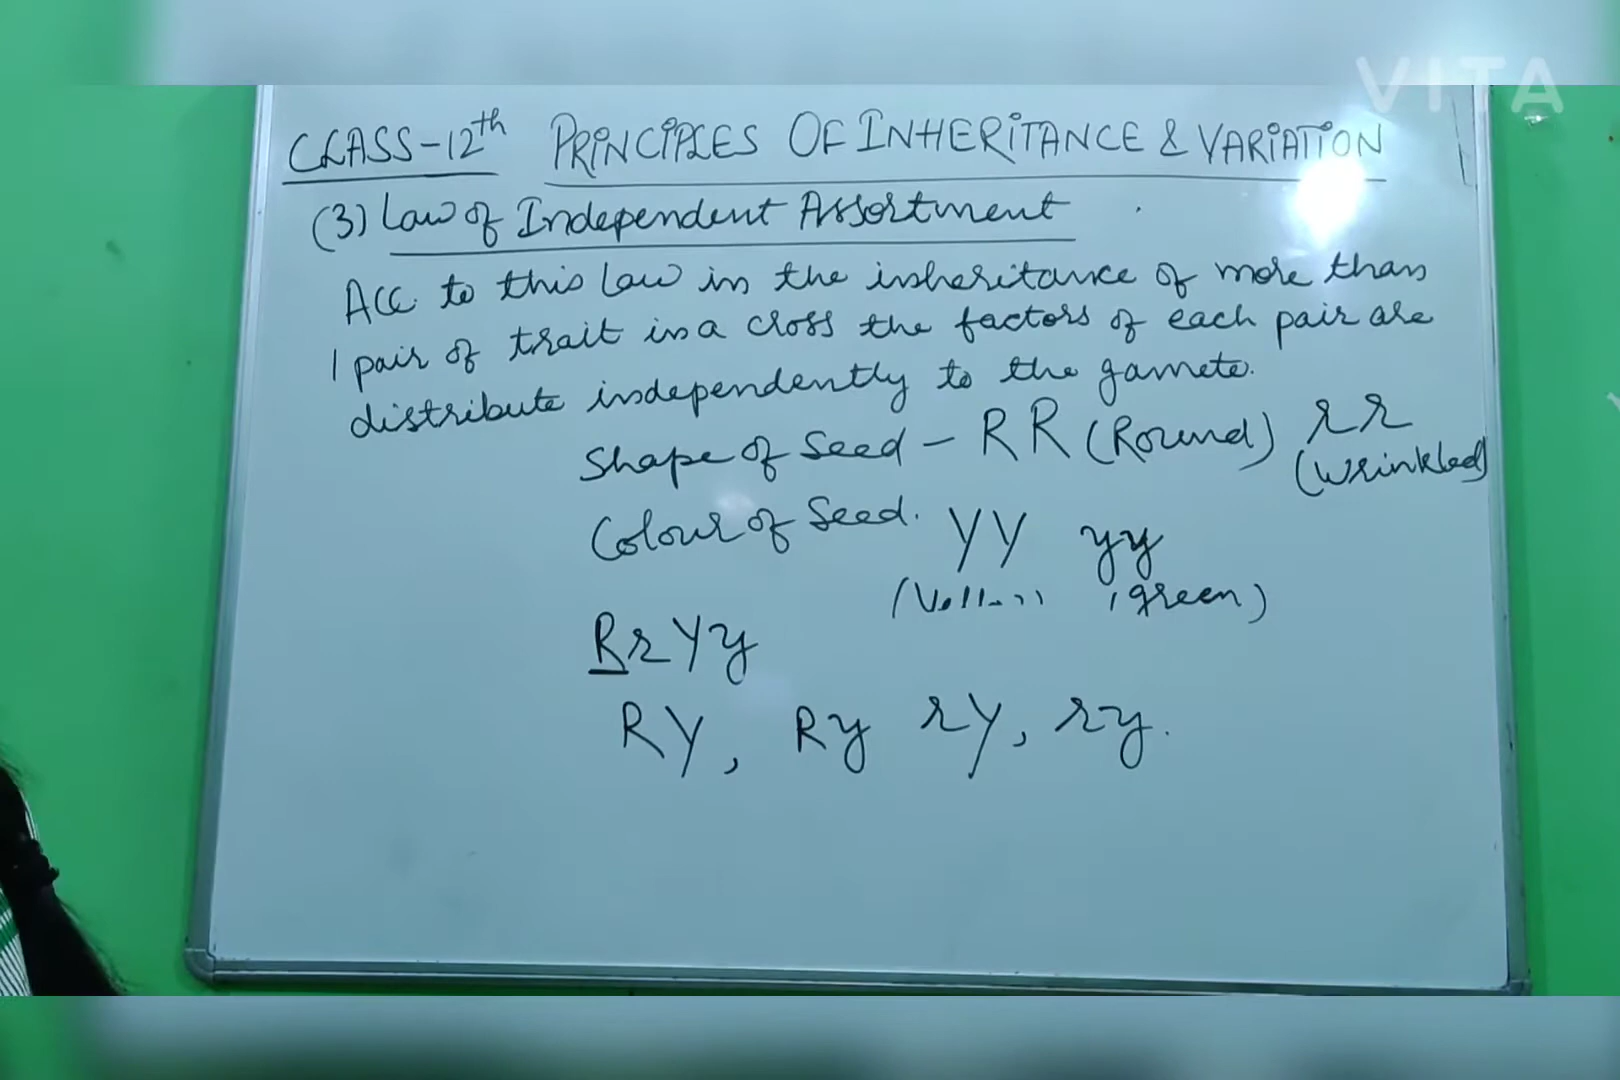 VITA
CLASS-12th PRINCIPLES OF INHERITANCE & VARIATION
(3) Law of Independent Assortment
Acc. to this law in the inheritance of more than
1 pair of trait in a cross the factors of each pair are
distribute independently to the gamete.
Shape of Seed - RR (Round) rr
(Wrinkled)
Colour of Seed. YY yy
(Yellow green)
RrYy
RY, Ry rY, ry.